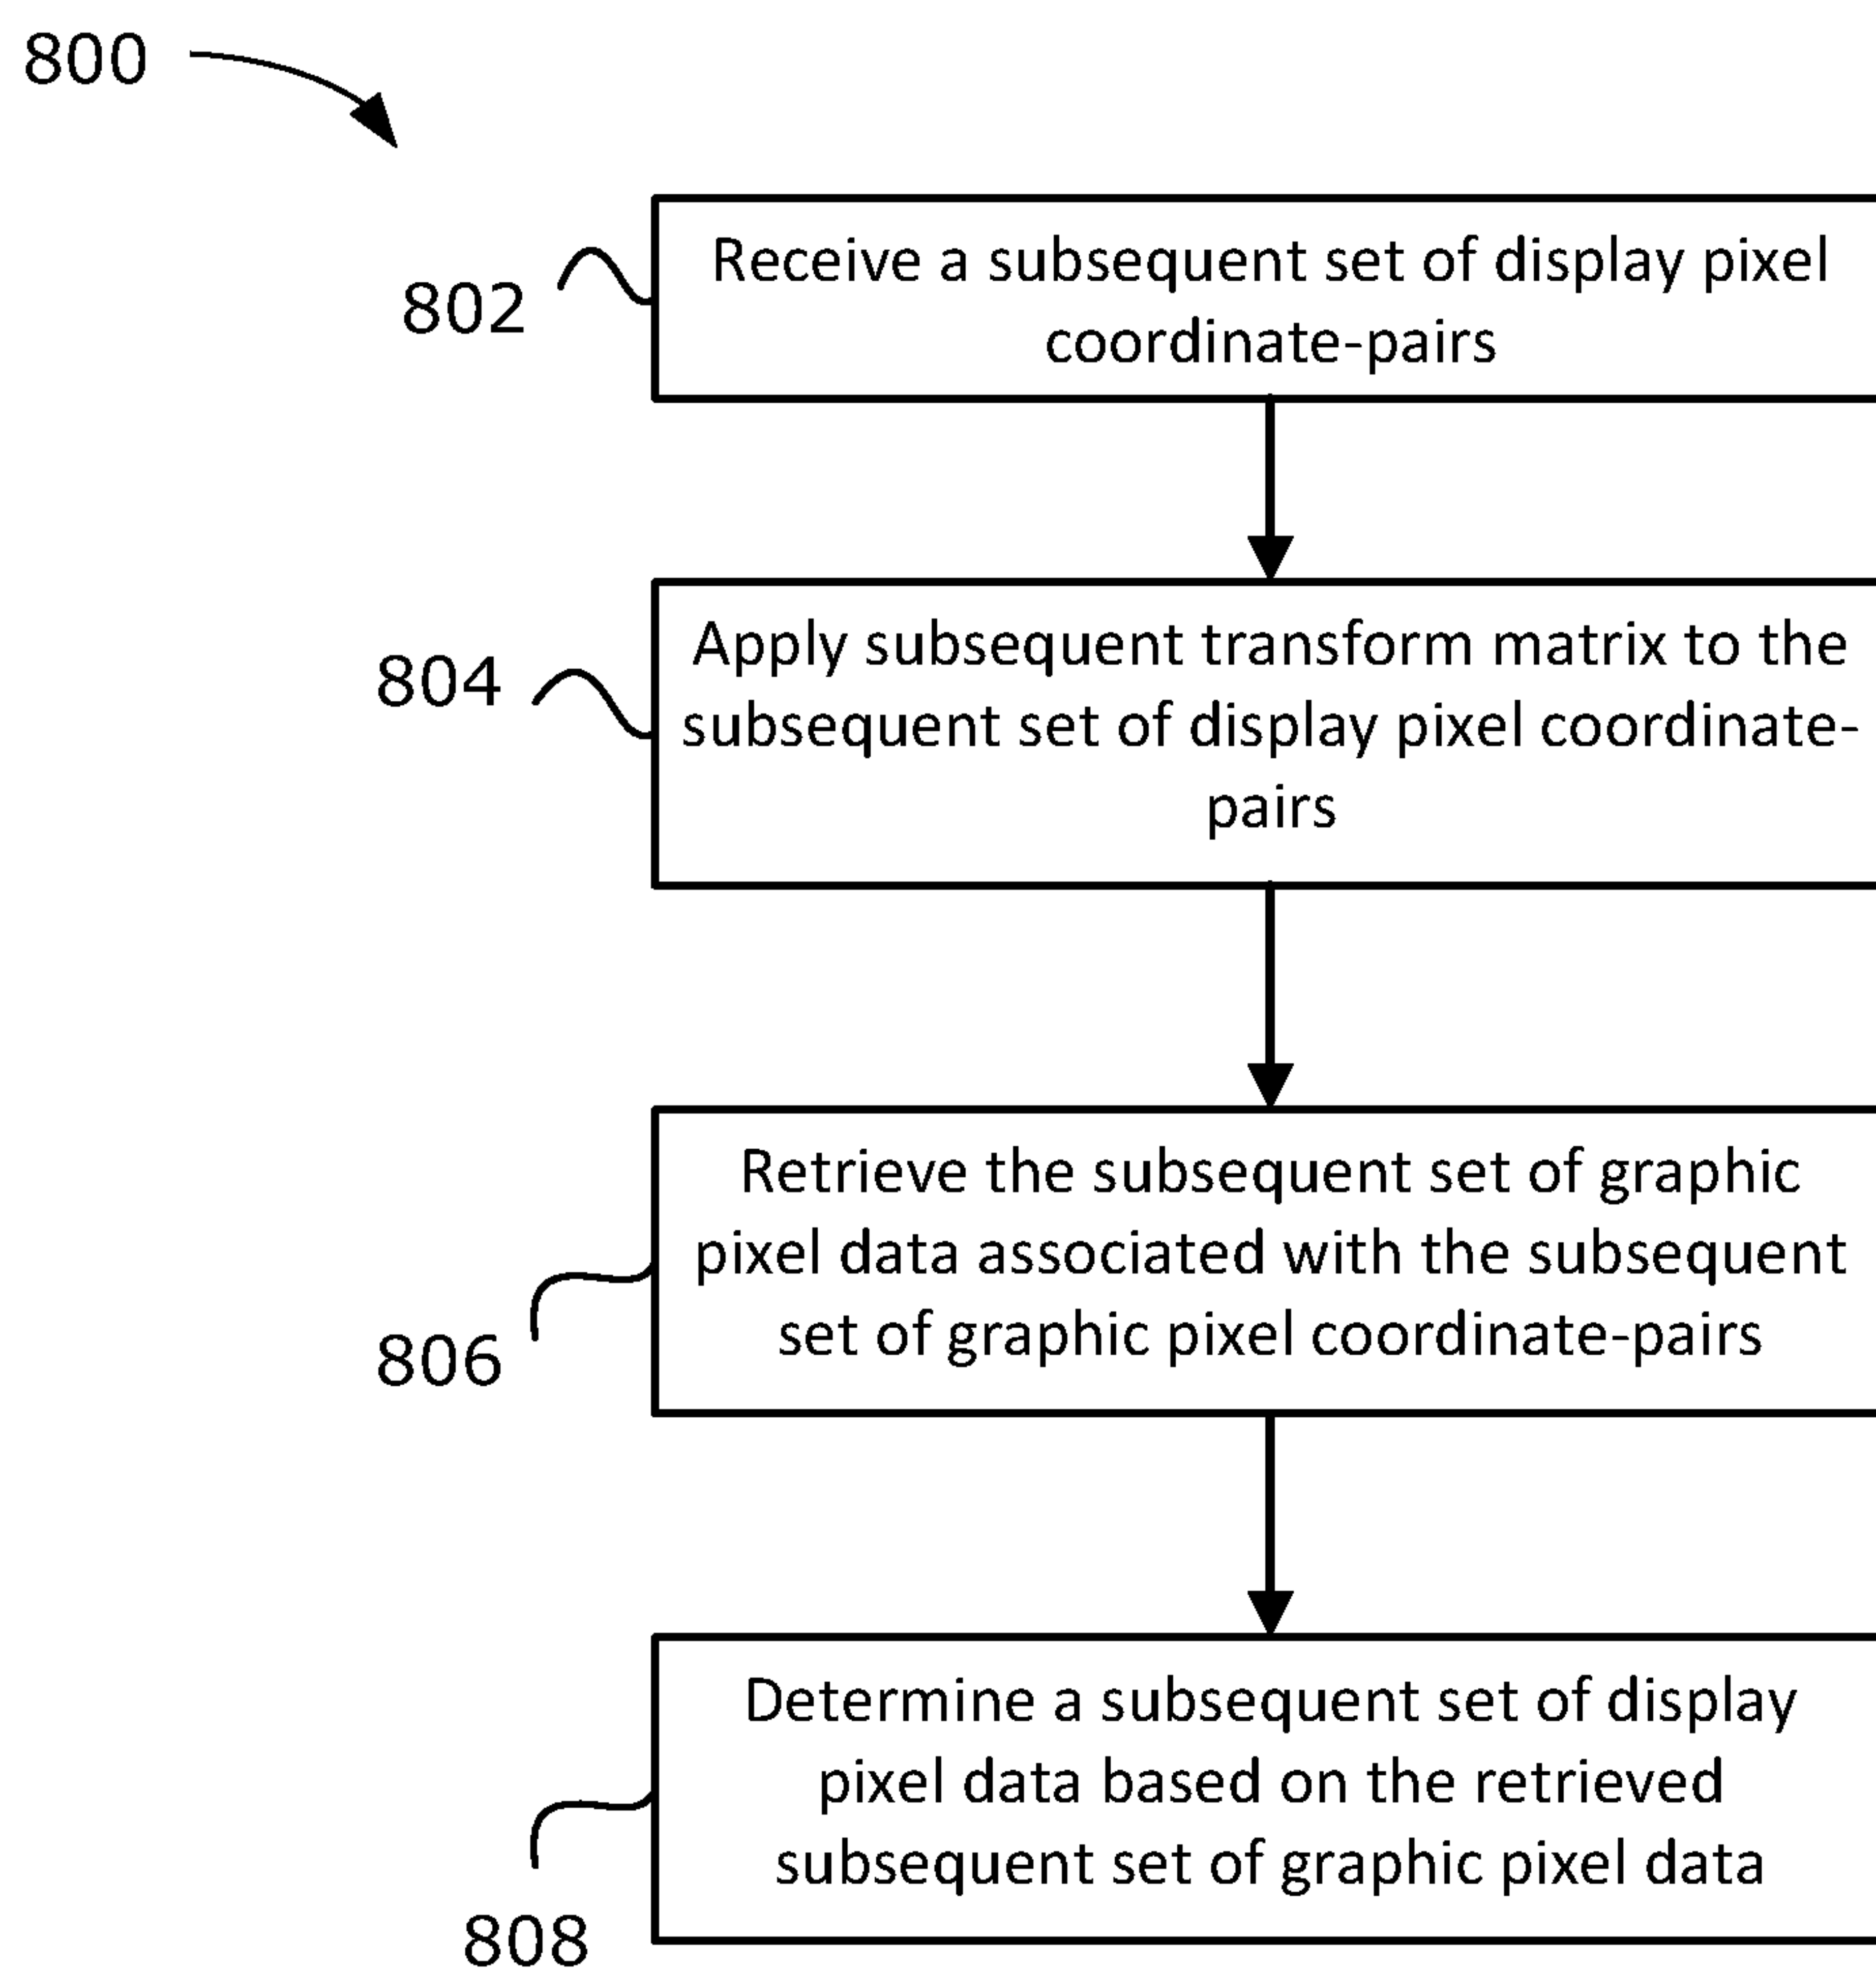 800
802
Receive a subsequent set of display pixel
coordinate-pairs
804
Apply subsequent transform matrix to the
subsequent set of display pixel coordinate-
pairs
806
Retrieve the subsequent set of graphic
pixel data associated with the subsequent
set of graphic pixel coordinate-pairs
808
Determine a subsequent set of display
pixel data based on the retrieved
subsequent set of graphic pixel data